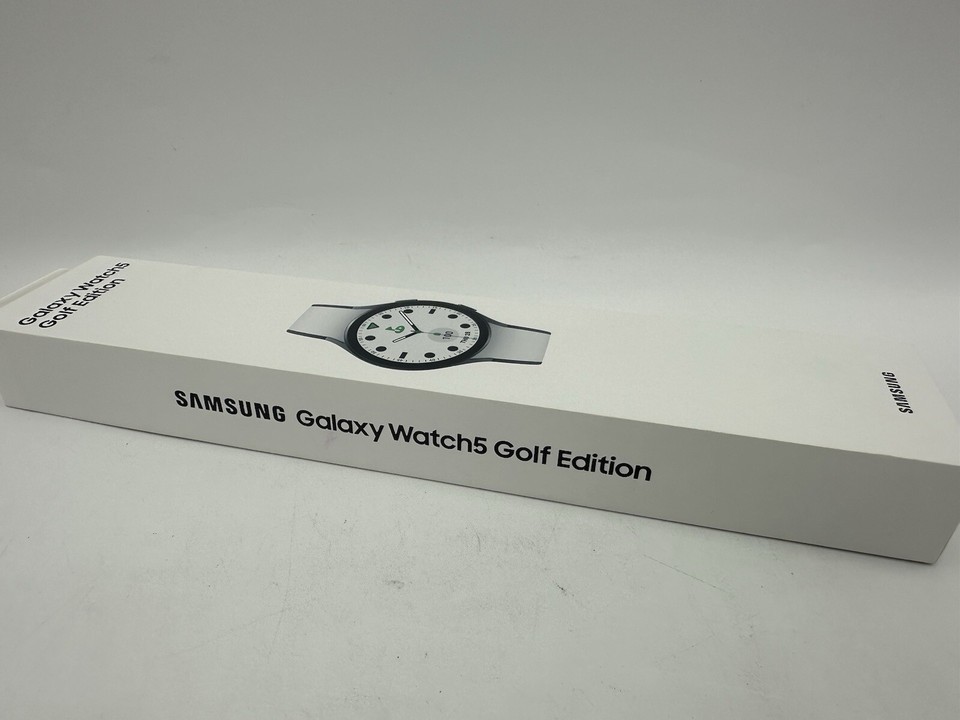 Galaxy Watch5
Golf Edition
SAMSUNG
SAMSUNG Galaxy Watch5 Golf Edition